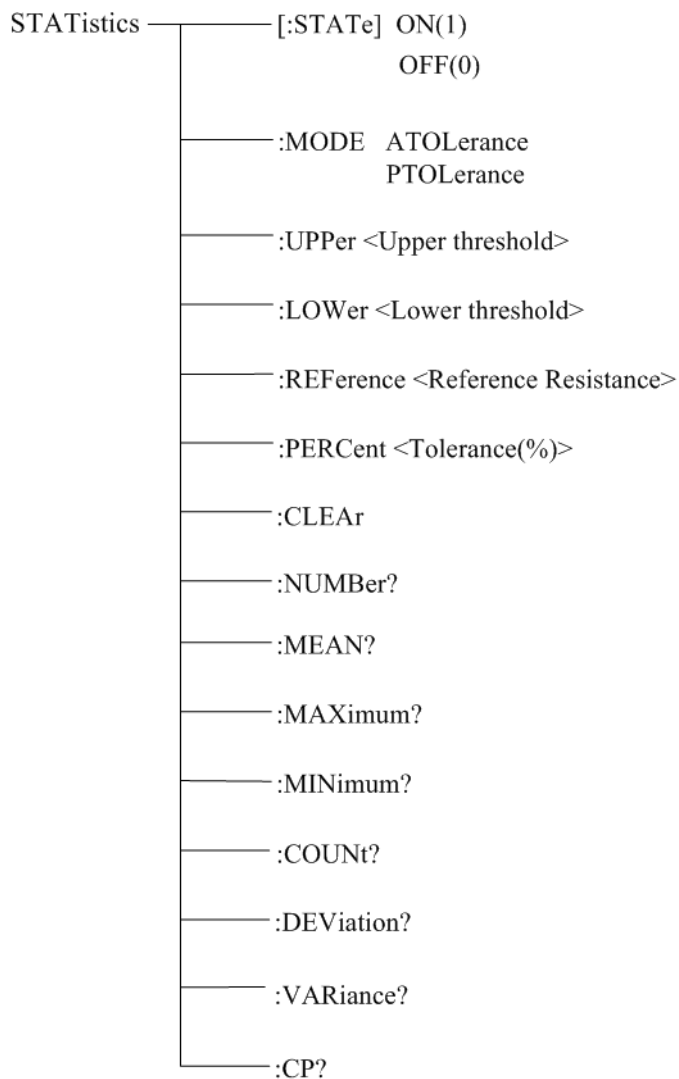 STATistics [:STATe] ON(1)
OFF(0)
:MODE ATOLerance
PTOLerance
:UPPer <Upper threshold>
:LOWer <Lower threshold>
:REFerence <Reference Resistance>
:PERCent <Tolerance(%)>
:CLEAr
:NUMBer?
:MEAN?
:MAXimum?
:MINimum?
:COUNt?
:DEViation?
:VARiance?
:CP?